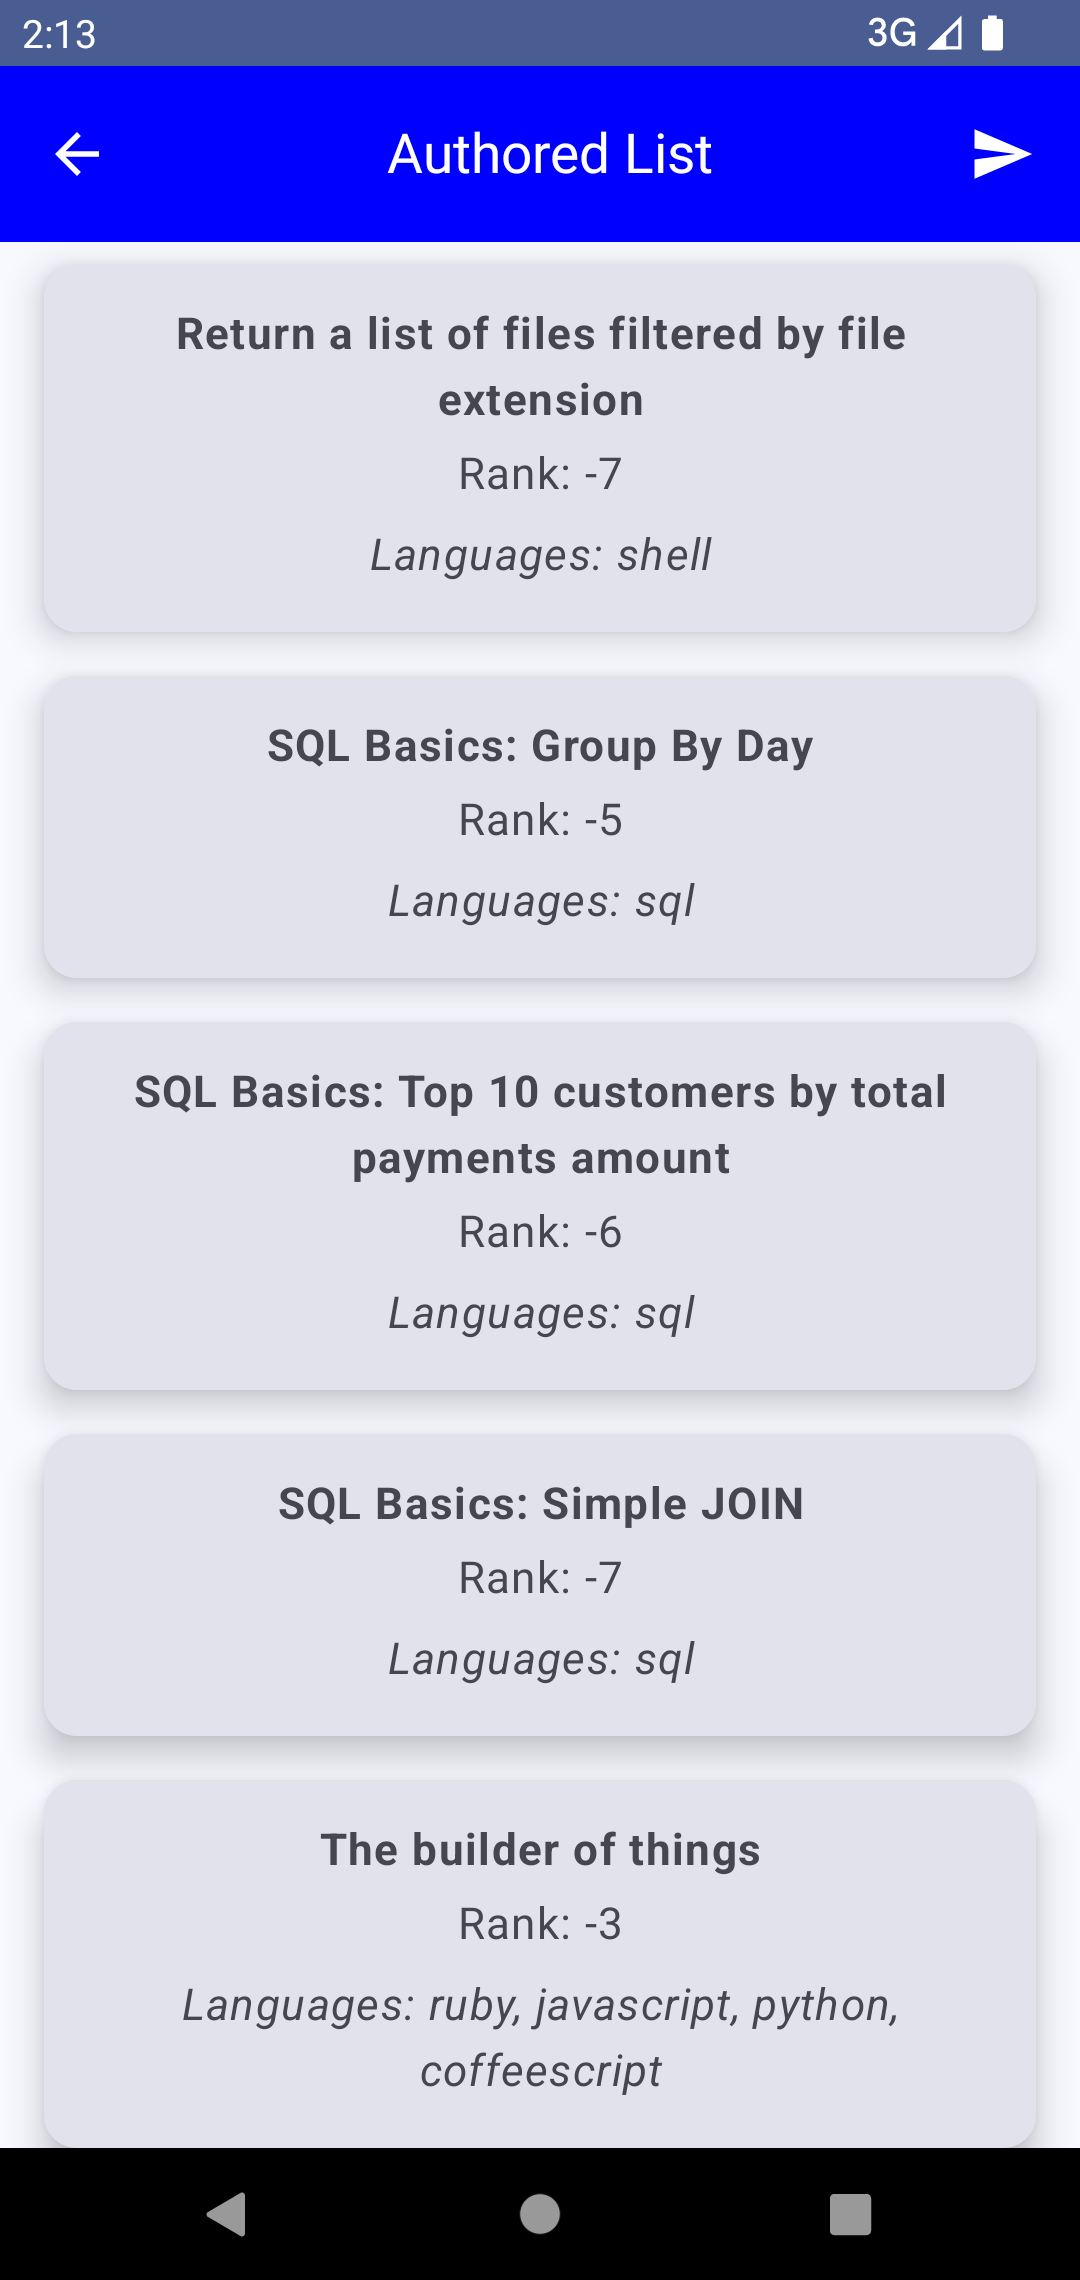 2:13
3G
Authored List
Return a list of files filtered by file
extension
Rank: -7
Languages: shell
SQL Basics: Group By Day
Rank: -5
Languages: sql
SQL Basics: Top 10 customers by total
payments amount
Rank: -6
Languages: sql
SQL Basics: Simple JOIN
Rank: -7
Languages: sql
The builder of things
Rank: -3
Languages: ruby, javascript, python,
coffeescript